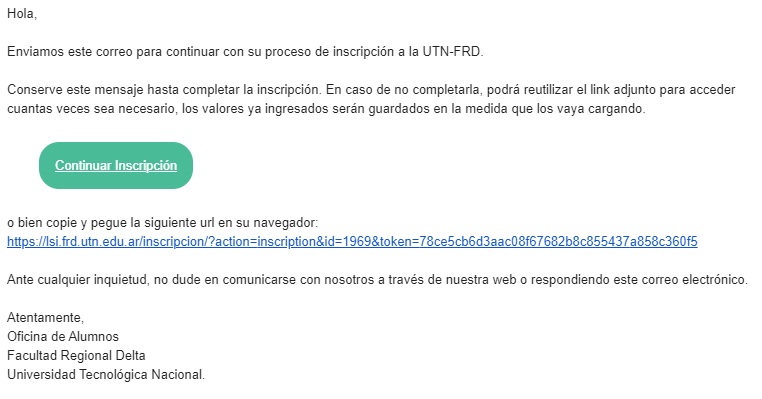 Hola,
Enviamos este correo para continuar con su proceso de inscripción a la UTN-FRD.
Conserve este mensaje hasta completar la inscripción. En caso de no completarla, podrá reutilizar el link adjunto para acceder
cuantas veces sea necesario, los valores ya ingresados serán guardados en la medida que los vaya cargando.
Continuar Inscripción
o bien copie y pegue la siguiente url en su navegador:
https://lsi.frd.utn.edu.ar/inscripcion/?action=inscription&id=1969&token=78ce5cb6d3aac08f67682b8c855437a858c360f5
Ante cualquier inquietud, no dude en comunicarse con nosotros a través de nuestra web o respondiendo este correo electrónico.
Atentamente,
Oficina de Alumnos
Facultad Regional Delta
Universidad Tecnológica Nacional.